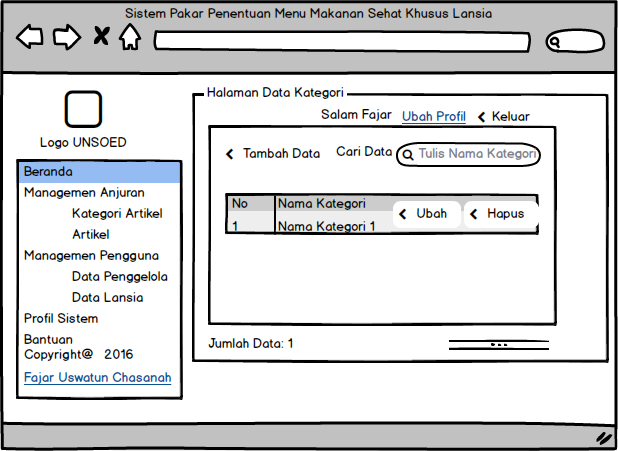 Sistem Pakar Penentuan Menu Makanan Sehat Khusus Lansia
Logo UNSOED
Beranda
Managemen Anjuran
Kategori Artikel
Artikel
Managemen Pengguna
Data Penggelola
Data Lansia
Profil Sistem
Bantuan
Copyright@ 2016
Fajar Uswatun Chasanah
Halaman Data Kategori
Salam Fajar Ubah Profil Keluar
Tambah Data Cari Data Tulis Nama Kategori
No Nama Kategori
1 Nama Kategori 1 Ubah Hapus
Jumlah Data: 1